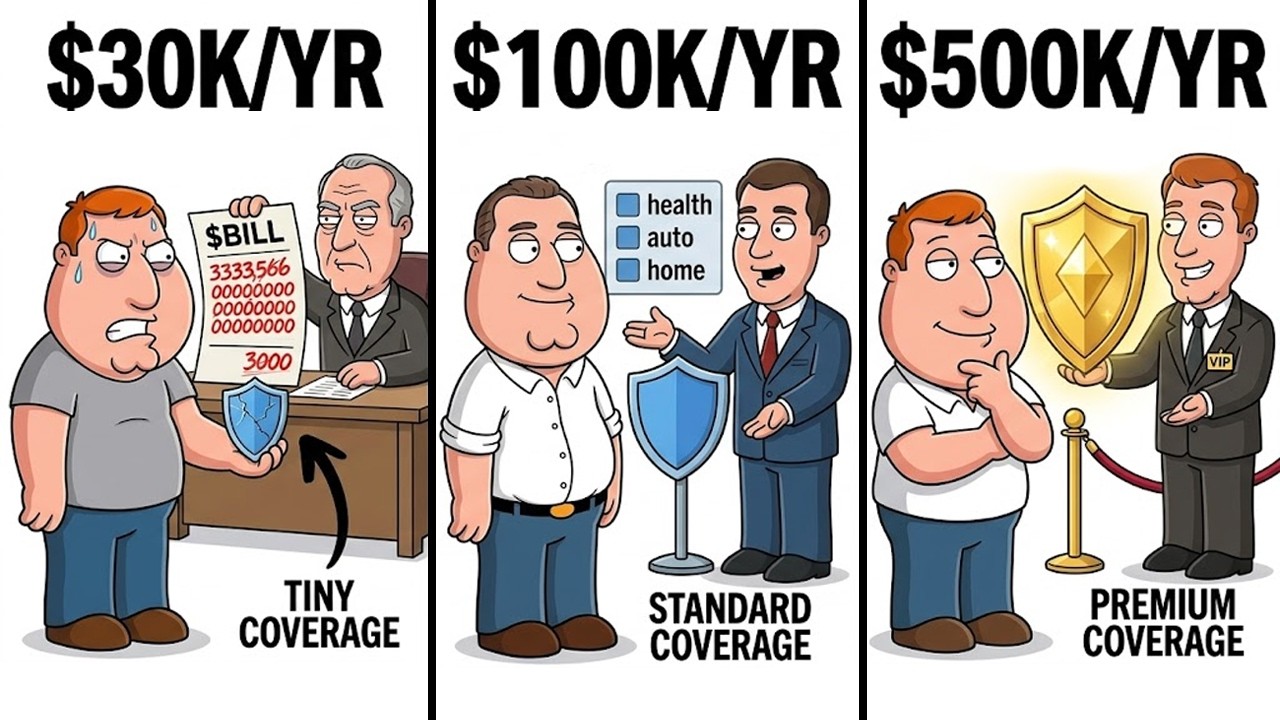 $30K/YR
$BILL
3333,566
00000000
00000000
00000000
3000
TINY
COVERAGE
$100K/YR
health
auto
home
STANDARD
COVERAGE
$500K/YR
VIP
PREMIUM
COVERAGE